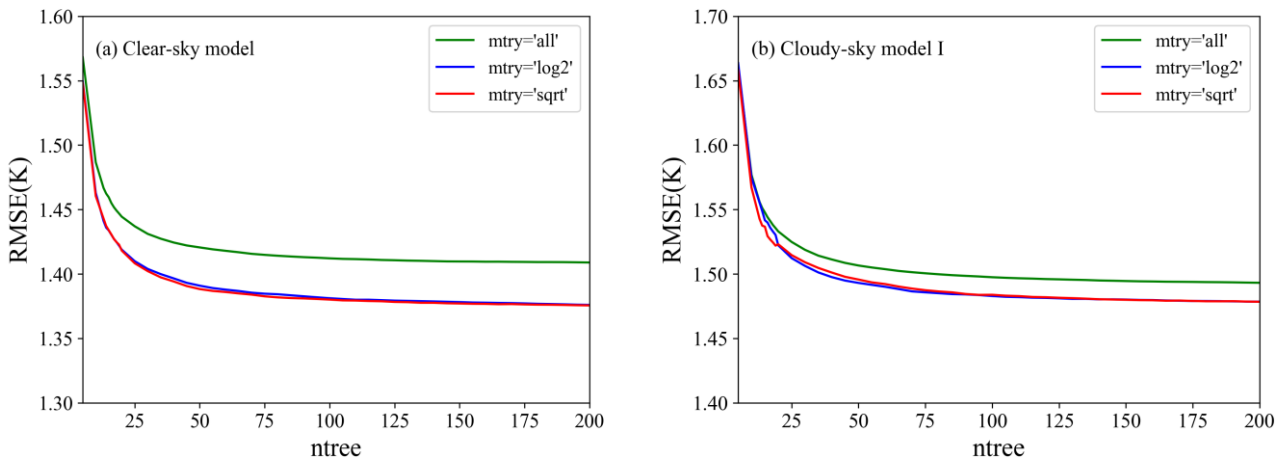 (a) Clear-sky model
mtry='all'
mtry='log2'
mtry='sqrt'
1.60
1.55
1.50
1.45
1.40
1.35
1.30
RMSE(K)
25 50 75 100 125 150 175 200
ntree
(b) Cloudy-sky model I
mtry='all'
mtry='log2'
mtry='sqrt'
1.70
1.65
1.60
1.55
1.50
1.45
1.40
RMSE(K)
25 50 75 100 125 150 175 200
ntree